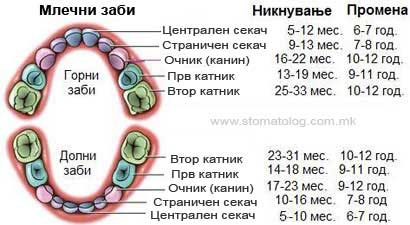 Млечни заби Никнување Промена
Централен секач 5-12 мес. 6-7 год.
Страничен секач 9-13 мес. 7-8 год.
Очник (канин) 16-22 мес. 10-12 год.
Прв катник 13-19 мес. 9-11 год.
Втор катник 25-33 мес. 10-12 год.
Горни
заби
www.stomatolog.com.mk
Долни
заби
Втор катник 23-31 мес. 10-12 год.
Прв катник 14-18 мес. 9-11 год.
Очник (канин) 17-23 мес. 9-12 год.
Страничен секач 10-16 мес. 7-8 год
Централен секач 5-10 мес. 6-7 год.